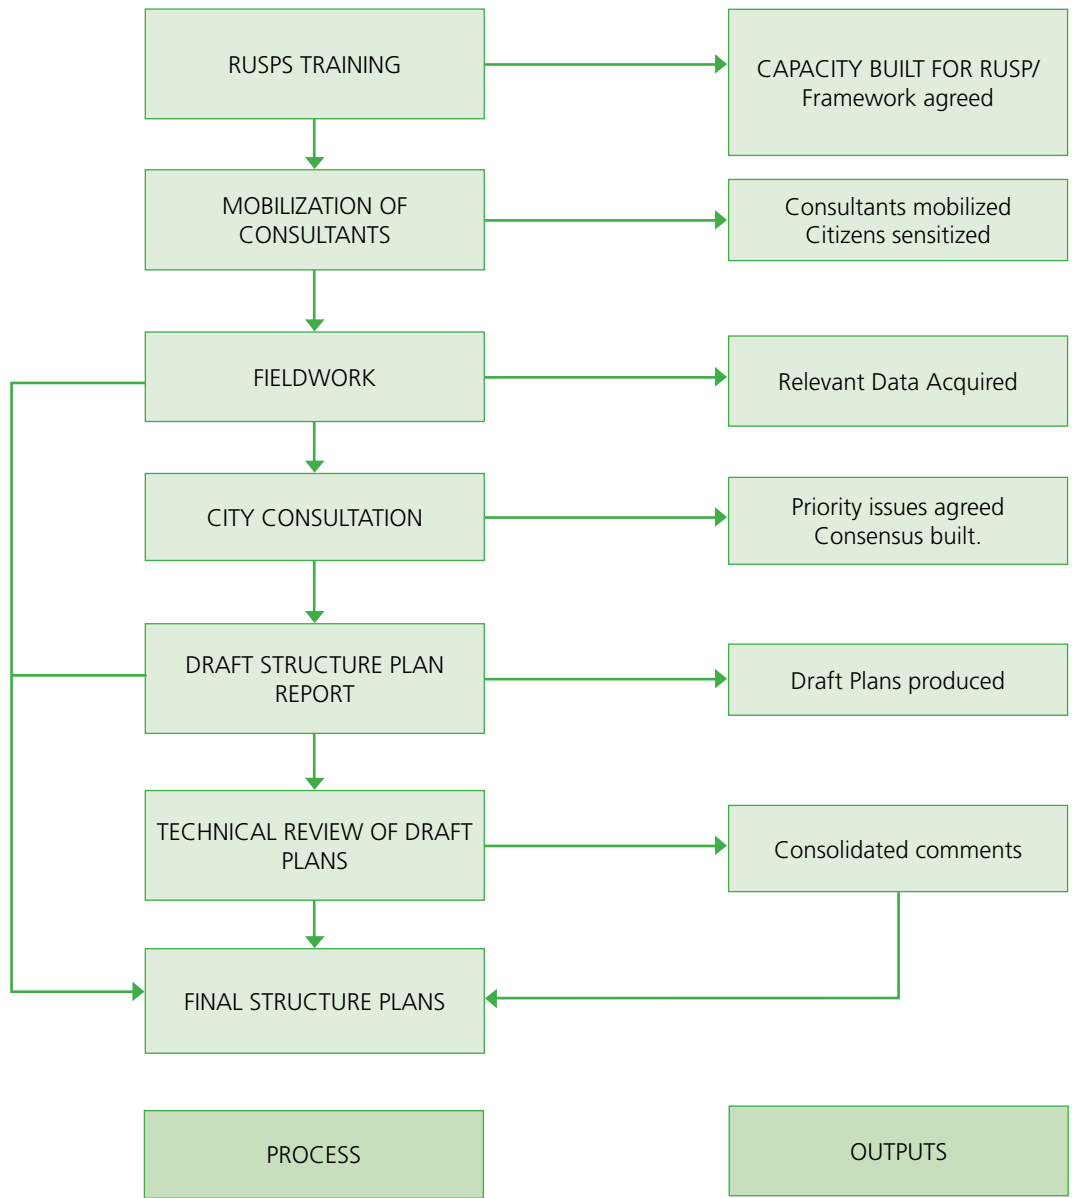 RUSPS TRAINING
CAPACITY BUILT FOR RUSP/
Framework agreed
MOBILIZATION OF
CONSULTANTS
Consultants mobilized
Citizens sensitized
FIELDWORK
Relevant Data Acquired
CITY CONSULTATION
Priority issues agreed
Consensus built.
DRAFT STRUCTURE PLAN
REPORT
Draft Plans produced
TECHNICAL REVIEW OF DRAFT
PLANS
Consolidated comments
FINAL STRUCTURE PLANS
PROCESS
OUTPUTS